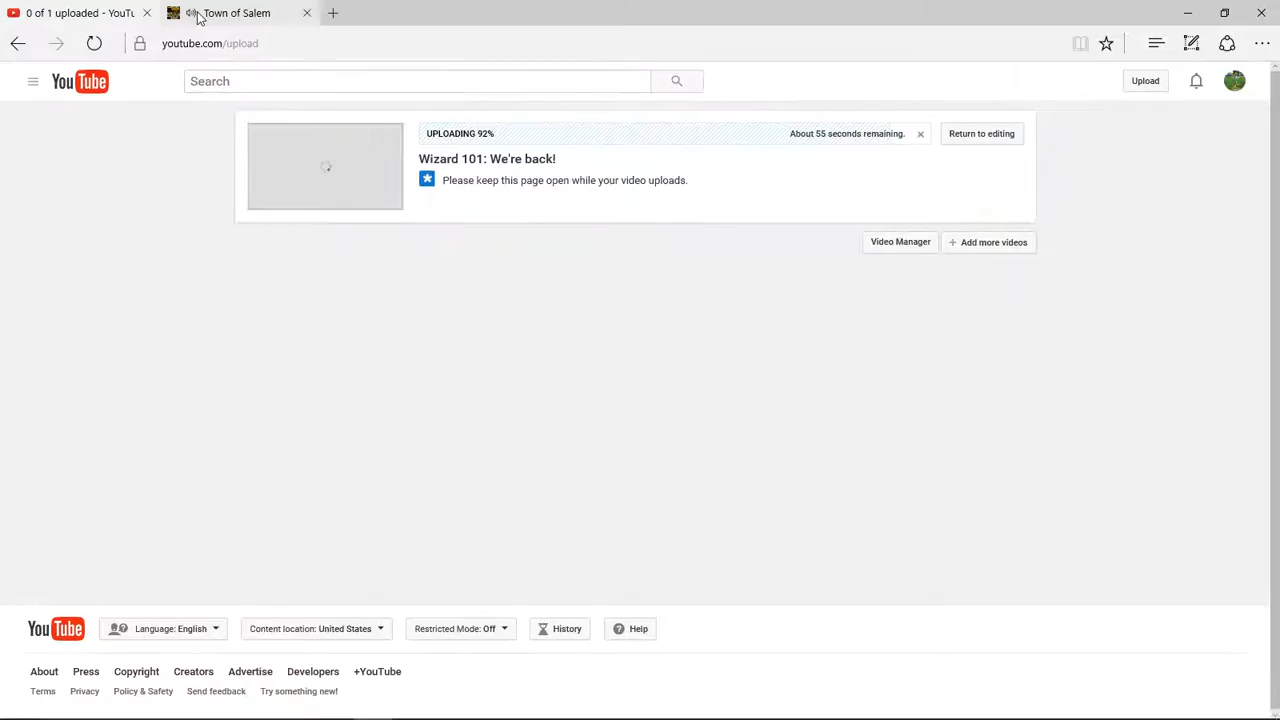 0 of 1 uploaded - YouTu
Town of Salem
youtube.com/upload
YouTube
Search
Upload
UPLOADING 92%
About 55 seconds remaining.
Return to editing
Wizard 101: We're back!
Please keep this page open while your video uploads.
Video Manager
+ Add more videos
YouTube
Language: English
Content location: United States
Restricted Mode: Off
History
Help
About Press Copyright Creators Advertise Developers +YouTube
Terms Privacy Policy & Safety Send feedback Try something new!